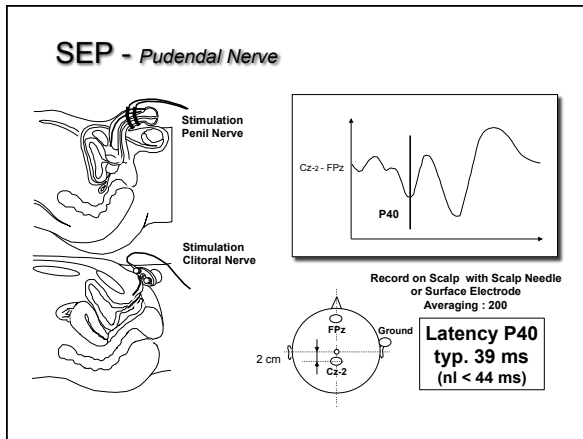 SEP - Pudendal Nerve
Stimulation
Penil Nerve
Stimulation
Clitoral Nerve
Cz-2 - FPz
P40
Record on Scalp with Scalp Needle
or Surface Electrode
Averaging : 200
FPz
Ground
2 cm
Cz-2
Latency P40
typ. 39 ms
(nl < 44 ms)